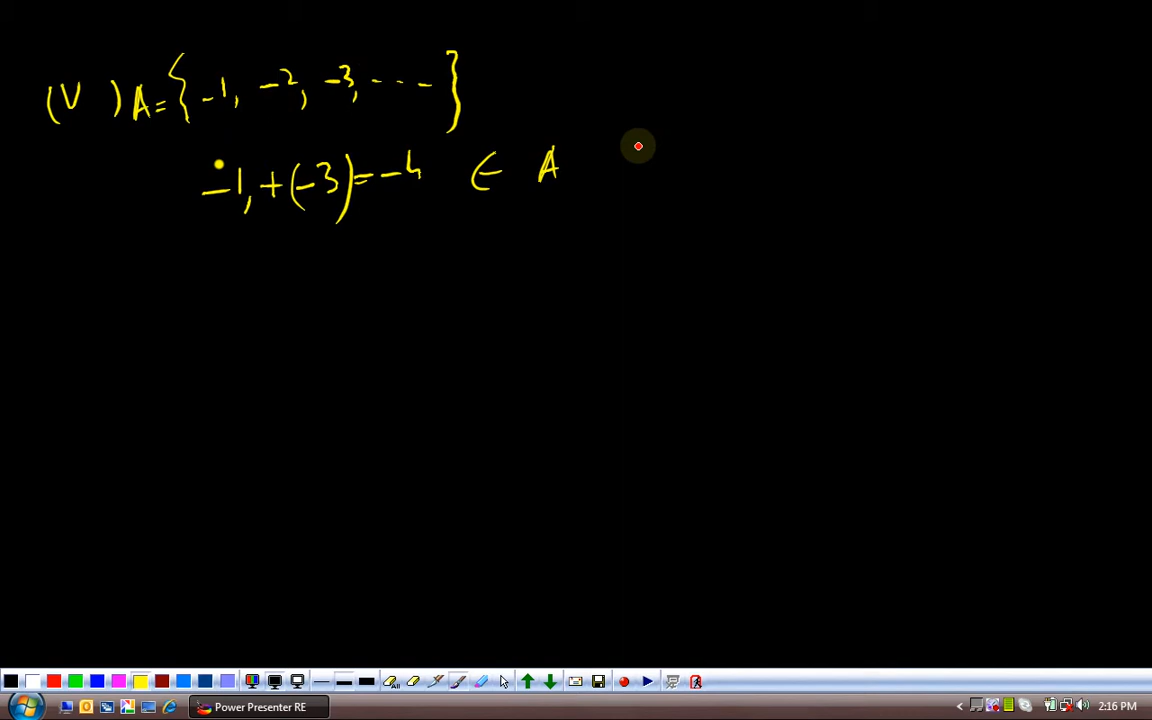 (V ) A = { -1, -2, -3, - - - }
-1, + (-3) = -4 ∈ A
Power Presenter RE
2:16 PM